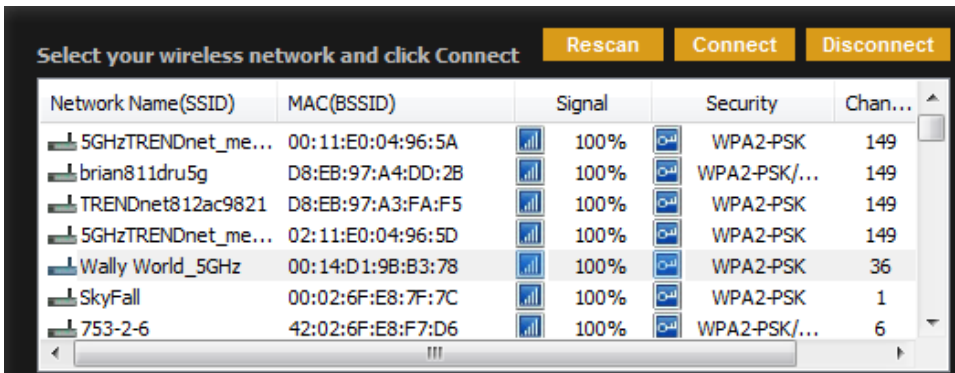 Select your wireless network and click Connect Rescan Connect Disconnect
Network Name(SSID) MAC(BSSID) Signal Security Chan...
5GHzTRENDnet_me... 00:11:E0:04:96:5A 100% WPA2-PSK 149
brian811dru5g D8:EB:97:A4:DD:2B 100% WPA2-PSK/... 149
TRENDnet812ac9821 D8:EB:97:A3:FA:F5 100% WPA2-PSK 149
5GHzTRENDnet_me... 02:11:E0:04:96:5D 100% WPA2-PSK 149
Wally World_5GHz 00:14:D1:9B:B3:78 100% WPA2-PSK 36
SkyFall 00:02:6F:E8:7F:7C 100% WPA2-PSK 1
753-2-6 42:02:6F:E8:F7:D6 100% WPA2-PSK/... 6